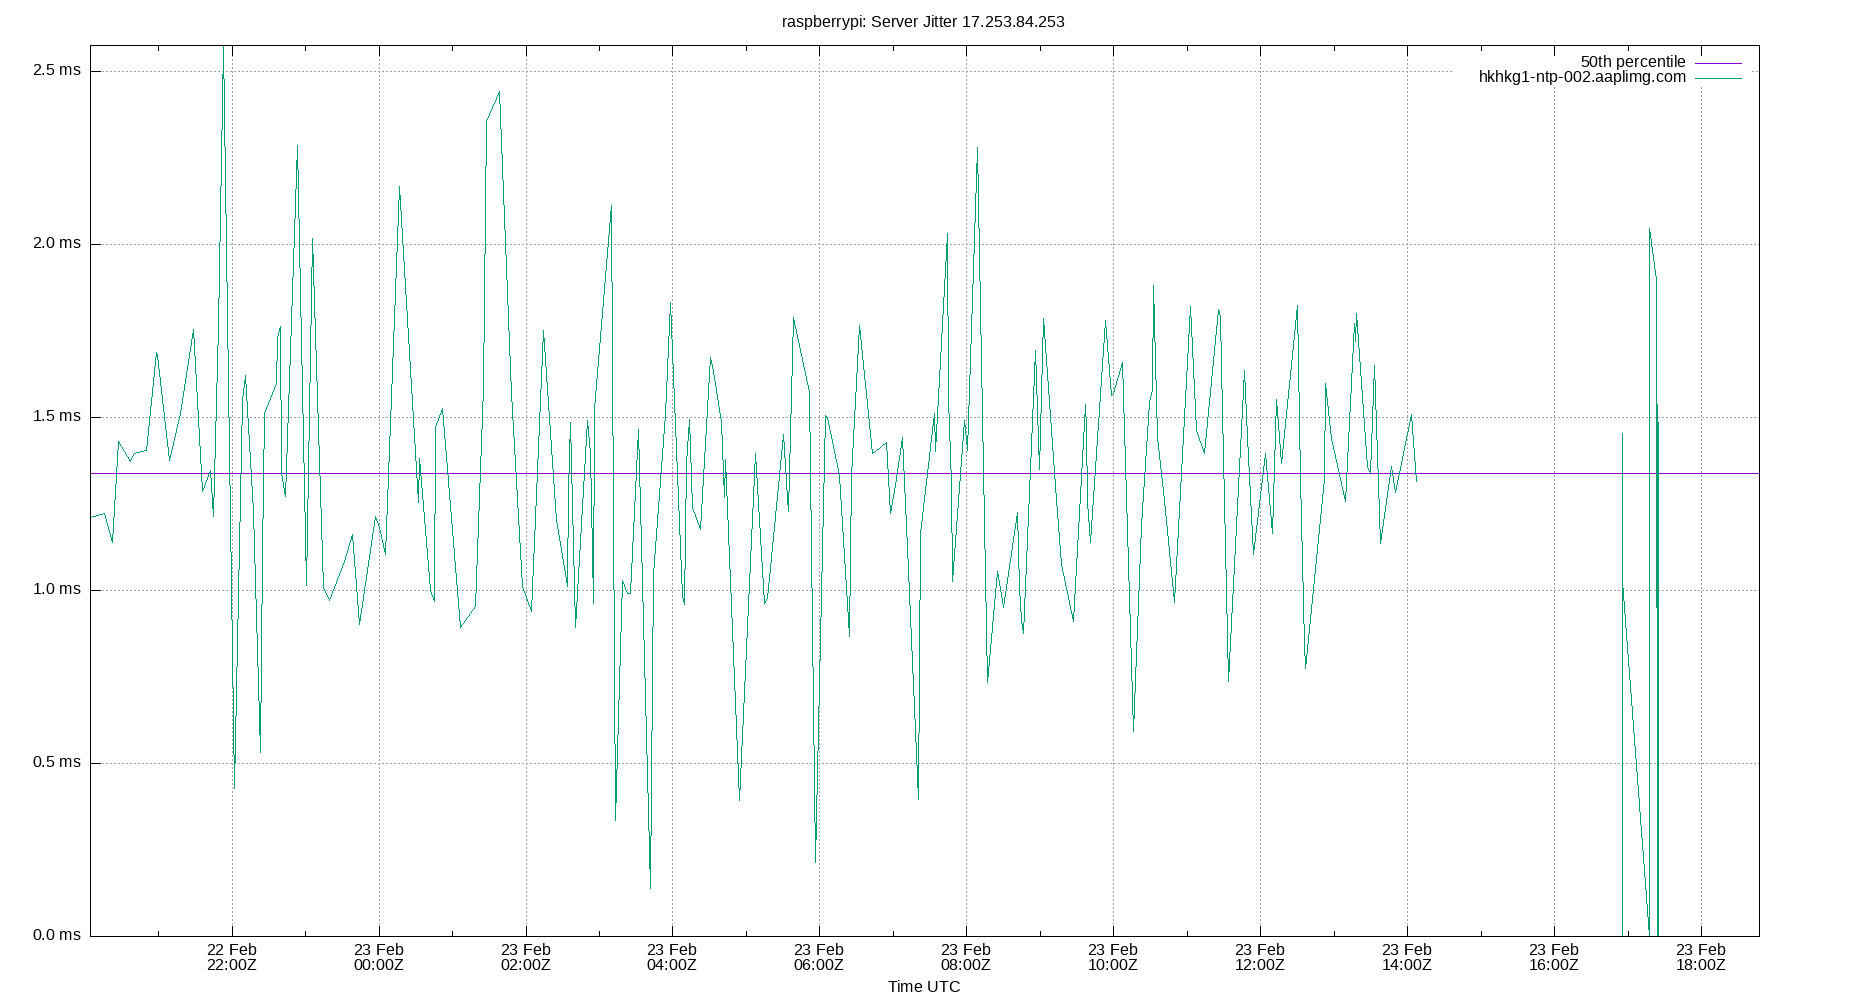 raspberrypi: Server Jitter 17.253.84.253
50th percentile
hkhkg1-ntp-002.aaplimg.com
2.5 ms
2.0 ms
1.5 ms
1.0 ms
0.5 ms
0.0 ms
22 Feb 23 Feb 23 Feb 23 Feb 23 Feb 23 Feb 23 Feb 23 Feb 23 Feb 23 Feb 23 Feb
22:00Z 00:00Z 02:00Z 04:00Z 06:00Z 08:00Z 10:00Z 12:00Z 14:00Z 16:00Z 18:00Z
Time UTC